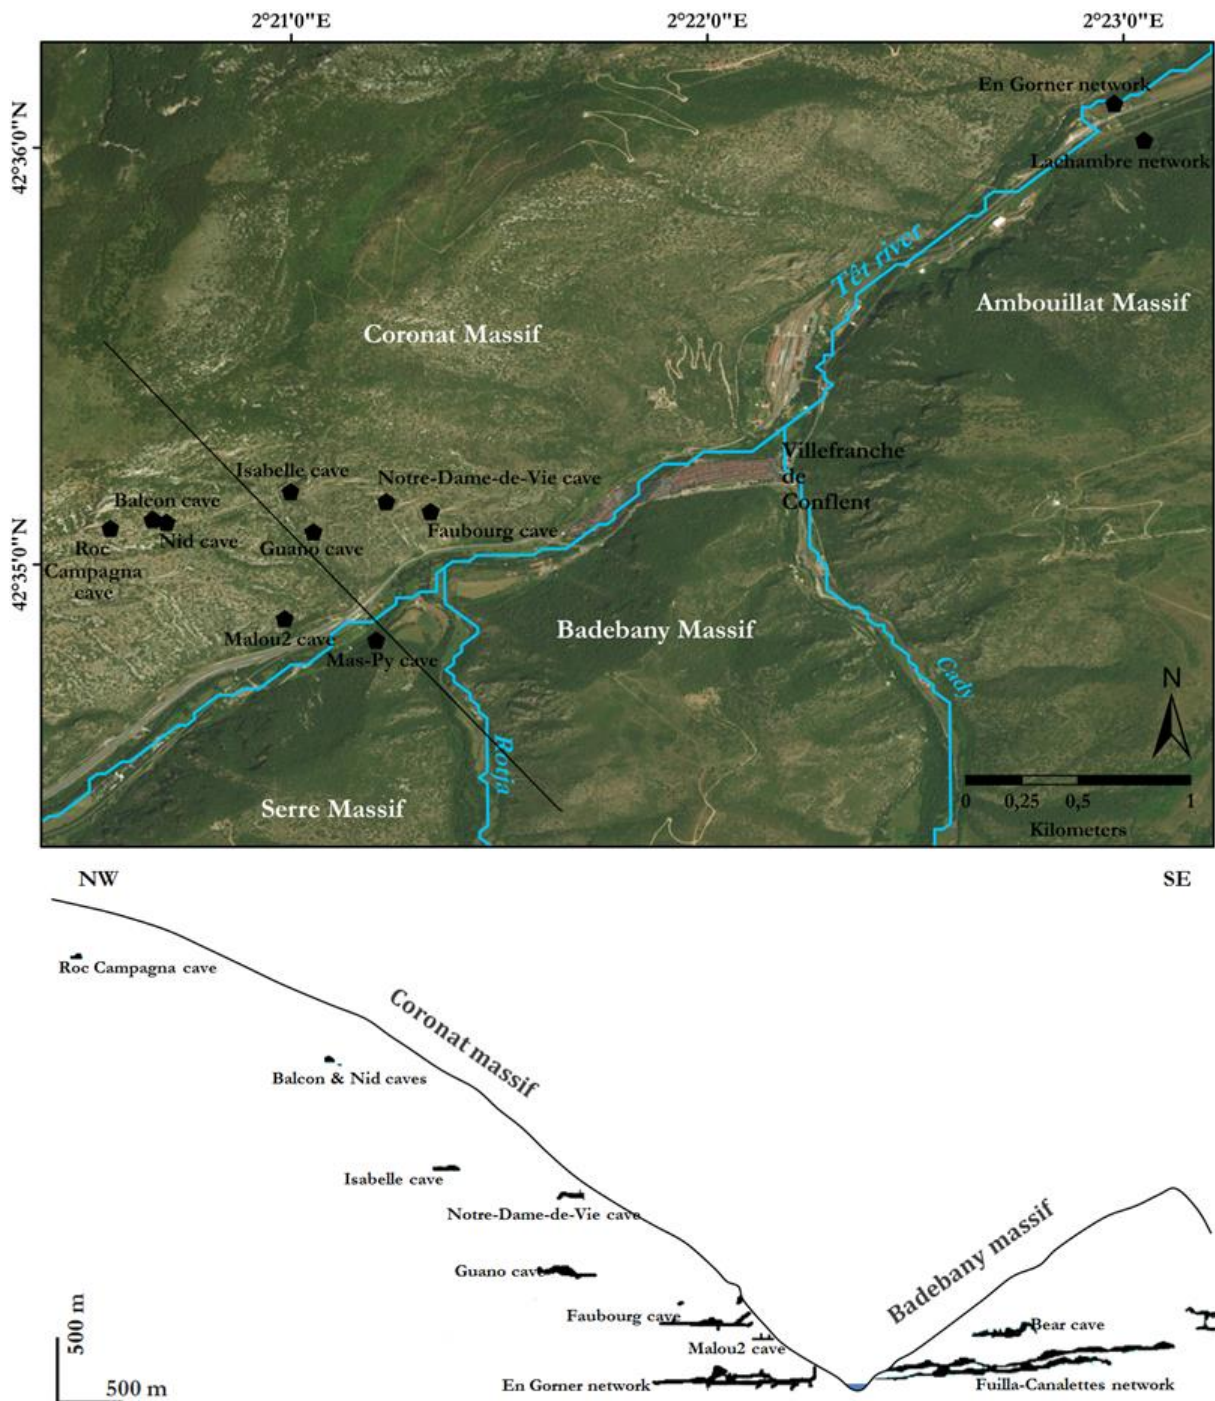 2°21'0"E
2°22'0"E
2°23'0"E
42°36'0"N
42°35'0"N
En Gorner network
Lachambre network
Têt river
Ambouillat Massif
Coronat Massif
Villefranche
de
Conflent
Isabelle cave
Notre-Dame-de-Vie cave
Balcon cave
Nid cave
Guano cave
Faubourg cave
Roc
Campagna
cave
Malou2 cave
Mas-Py cave
Badebany Massif
Cady
Rotja
Serre Massif
N
0 0,25 0,5 1
Kilometers
NW
SE
Roc Campagna cave
Coronat massif
Balcon & Nid caves
Isabelle cave
Notre-Dame-de-Vie cave
Guano cave
Badebany massif
Faubourg cave
Bear cave
Malou2 cave
En Gorner network
Fuilla-Canalettes network
500 m
500 m